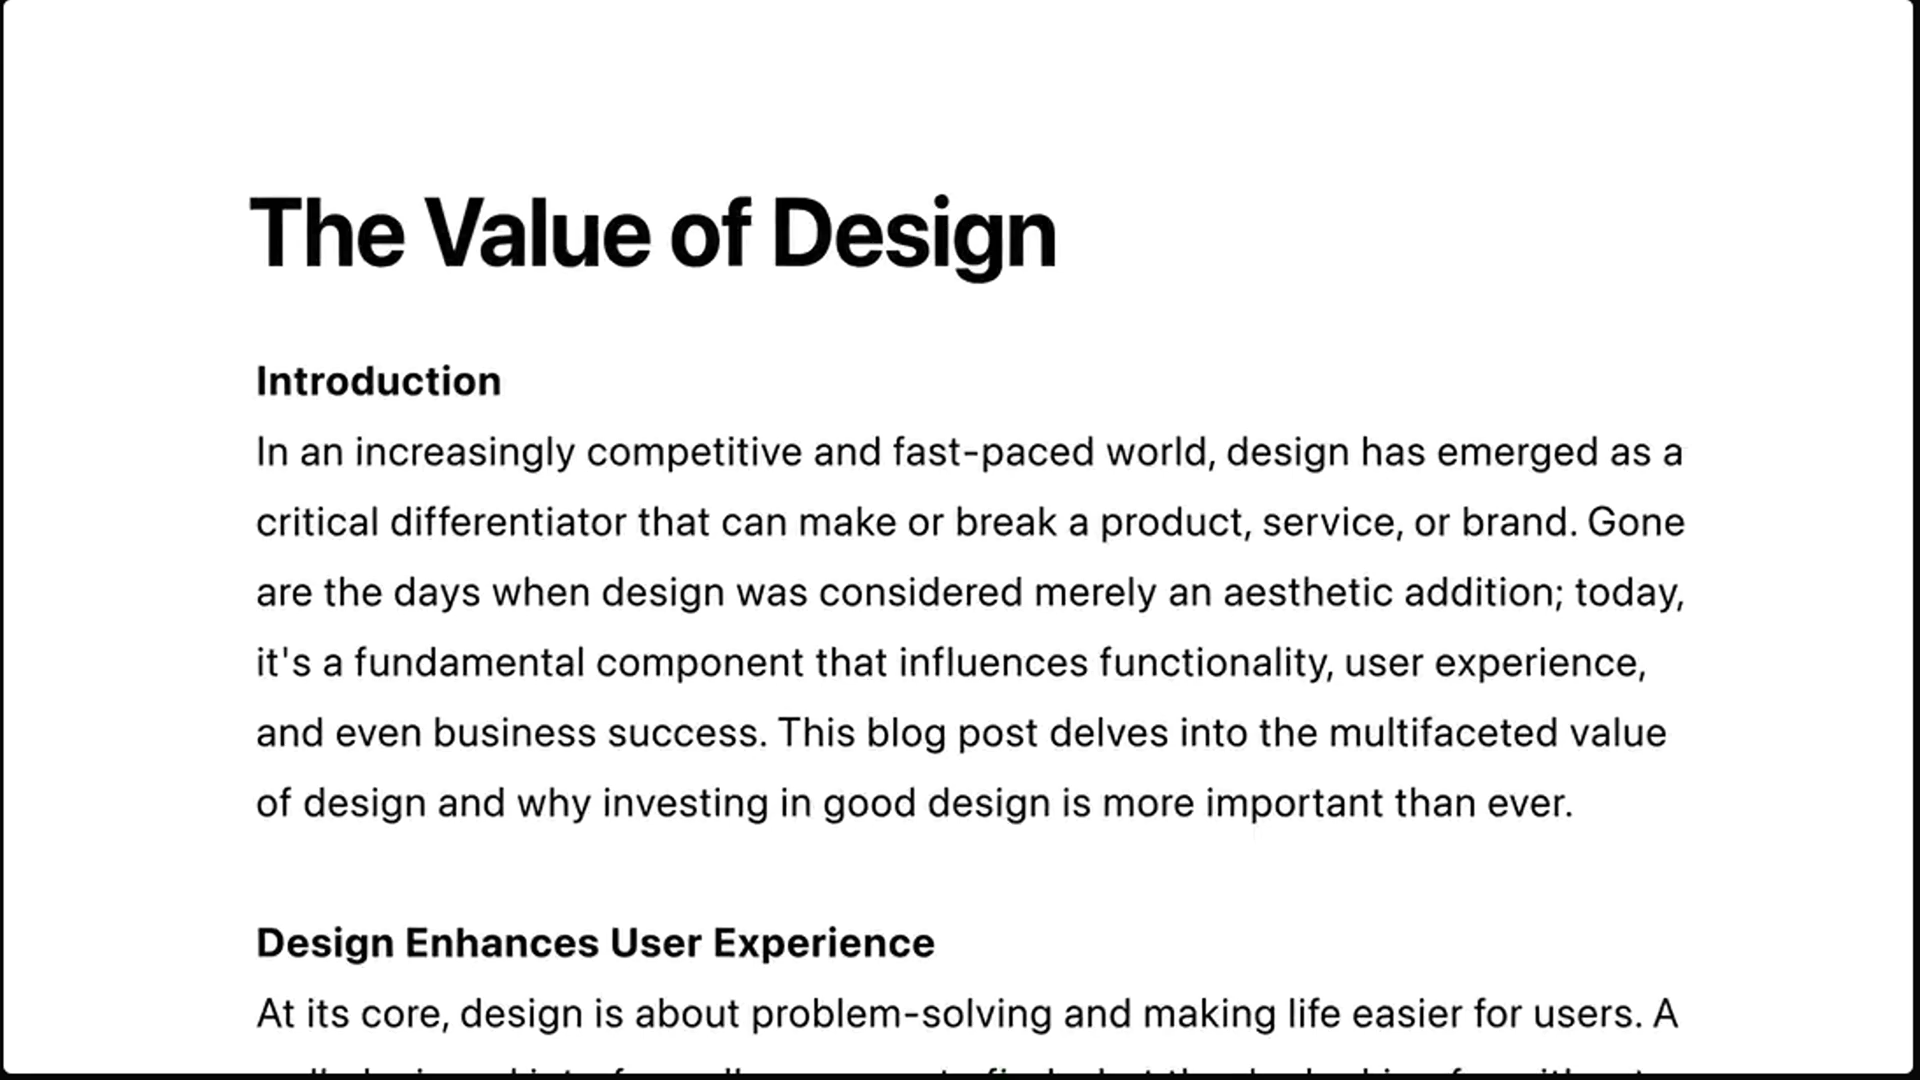 The Value of Design
Introduction
In an increasingly competitive and fast-paced world, design has emerged as a
critical differentiator that can make or break a product, service, or brand. Gone
are the days when design was considered merely an aesthetic addition; today,
it's a fundamental component that influences functionality, user experience,
and even business success. This blog post delves into the multifaceted value
of design and why investing in good design is more important than ever.
Design Enhances User Experience
At its core, design is about problem-solving and making life easier for users. A